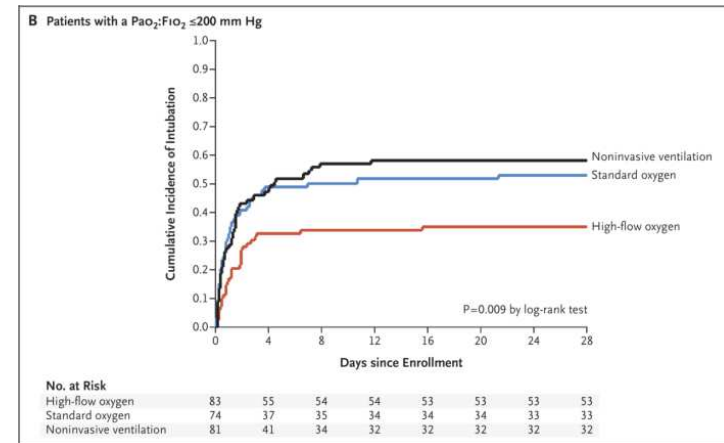 B Patients with a PaO₂:FIO₂ ≤200 mm Hg
1.0
0.9
0.8
0.7
0.6
0.5
0.4
0.3
0.2
0.1
0.0
Cumulative Incidence of Intubation
Noninvasive ventilation
Standard oxygen
High-flow oxygen
P=0.009 by log-rank test
0 4 8 12 16 20 24 28
Days since Enrollment
No. at Risk
High-flow oxygen 83 55 54 54 53 53 53 53
Standard oxygen 74 37 35 34 34 34 33 33
Noninvasive ventilation 81 41 34 32 32 32 32 32